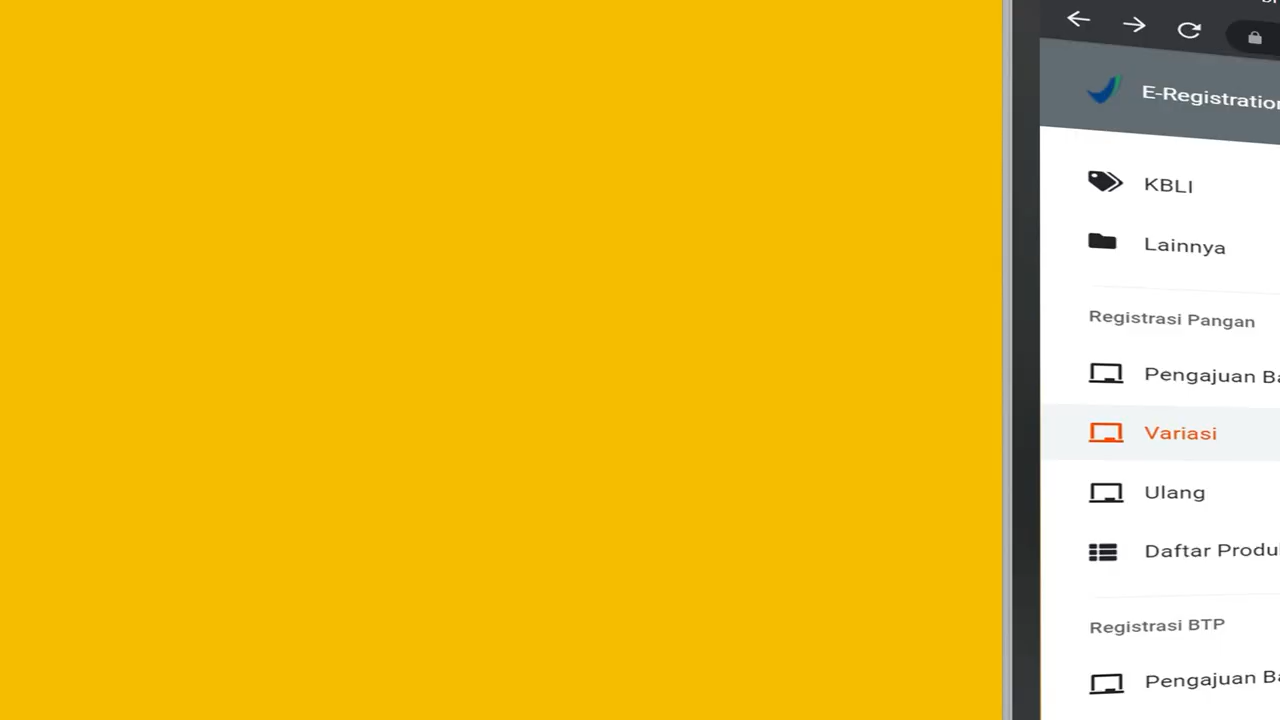 E-Registration
KBLI
Lainnya
Registrasi Pangan
Pengajuan
Variasi
Ulang
Daftar
Registrasi BTP
Pengajuan